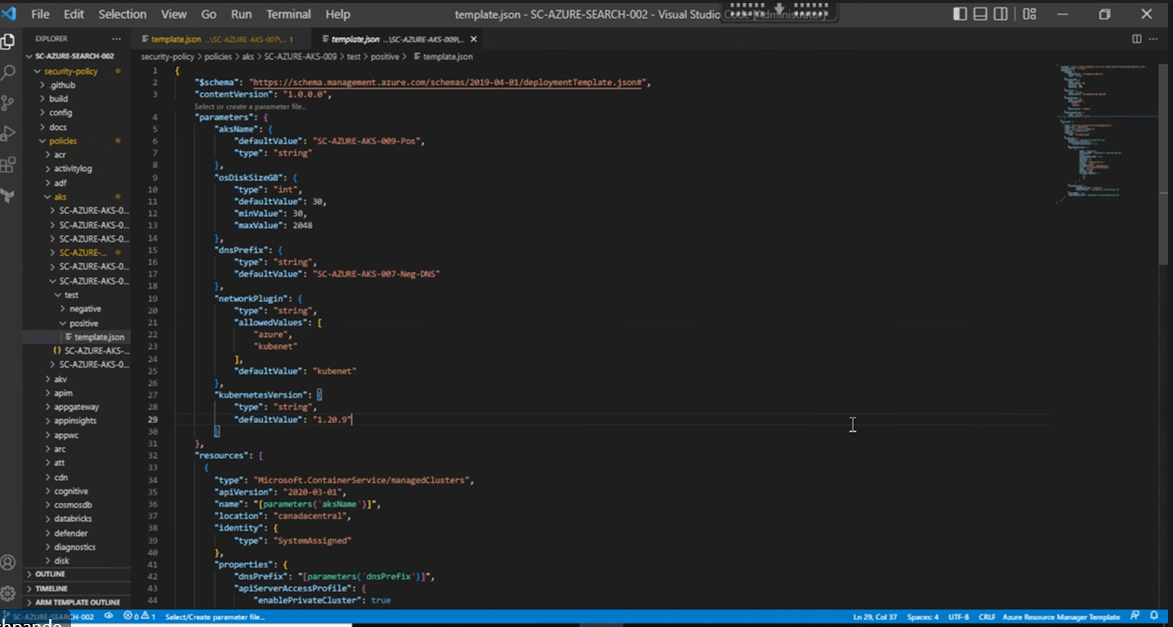 File Edit Selection View Go Run Terminal Help
template.json - SC-AZURE-SEARCH-002 - Visual Studio Code
EXPLORER
SC-AZURE-SEARCH-002
security-policy
.github
build
config
docs
policies
acr
activitylog
adf
aks
SC-AZURE-AKS-0...
SC-AZURE-AKS-0...
SC-AZURE-AKS-0...
SC-AZURE-...
SC-AZURE-AKS-0...
SC-AZURE-AKS-0...
test
negative
positive
template.json
SC-AZURE-AKS-...
SC-AZURE-AKS-0...
akv
apim
appgateway
appinsights
appwc
arc
att
cdn
cognitive
cosmosdb
databricks
defender
diagnostics
disk
OUTLINE
TIMELINE
ARM TEMPLATE OUTLINE
template.json ...\SC-AZURE-AKS-007\... 1
template.json ...\SC-AZURE-AKS-009\...
security-policy > policies > aks > SC-AZURE-AKS-009 > test > positive > template.json
1 {
2 "$schema": "https://schema.management.azure.com/schemas/2019-04-01/deploymentTemplate.json#",
3 "contentVersion": "1.0.0.0",
Select or create a parameter file...
4 "parameters": {
5 "aksName": {
6 "defaultValue": "SC-AZURE-AKS-009-Pos",
7 "type": "string"
8 },
9 "osDiskSizeGB": {
10 "type": "int",
11 "defaultValue": 30,
12 "minValue": 30,
13 "maxValue": 2048
14 },
15 "dnsPrefix": {
16 "type": "string",
17 "defaultValue": "SC-AZURE-AKS-007-Neg-DNS"
18 },
19 "networkPlugin": {
20 "type": "string",
21 "allowedValues": [
22 "azure",
23 "kubenet"
24 ],
25 "defaultValue": "kubenet"
26 },
27 "kubernetesVersion": {
28 "type": "string",
29 "defaultValue": "1.20.9"
30 }
31 },
32 "resources": [
33 {
34 "type": "Microsoft.ContainerService/managedClusters",
35 "apiVersion": "2020-03-01",
36 "name": "[parameters('aksName')]",
37 "location": "canadacentral",
38 "identity": {
39 "type": "SystemAssigned"
40 },
41 "properties": {
42 "dnsPrefix": "[parameters('dnsPrefix')]",
43 "apiServerAccessProfile": {
44 "enablePrivateCluster": true
SC-AZURE-SEARCH-002 0 1 Select/Create parameter file...
Ln 29, Col 37 Spaces: 4 UTF-8 CRLF Azure Resource Manager Template